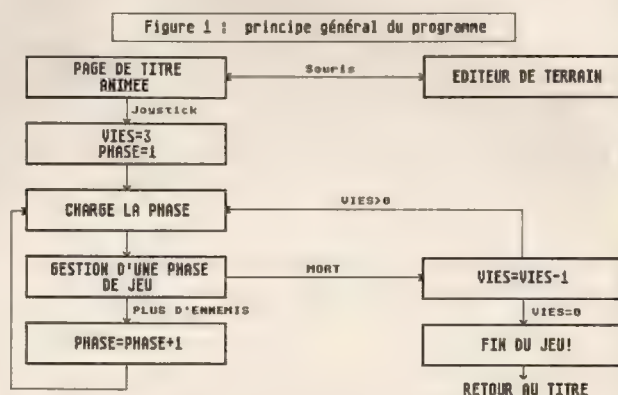 Figure 1 : principe général du programme
PAGE DE TITRE
ANIMEE
Souris
EDITEUR DE TERRAIN
Joystick
VIES=3
PHASE=1
CHARGE LA PHASE
VIES>0
GESTION D'UNE PHASE
DE JEU
MORT
VIES=VIES-1
PLUS D'ENNEMIS
VIES=0
PHASE=PHASE+1
FIN DU JEU!
RETOUR AU TITRE